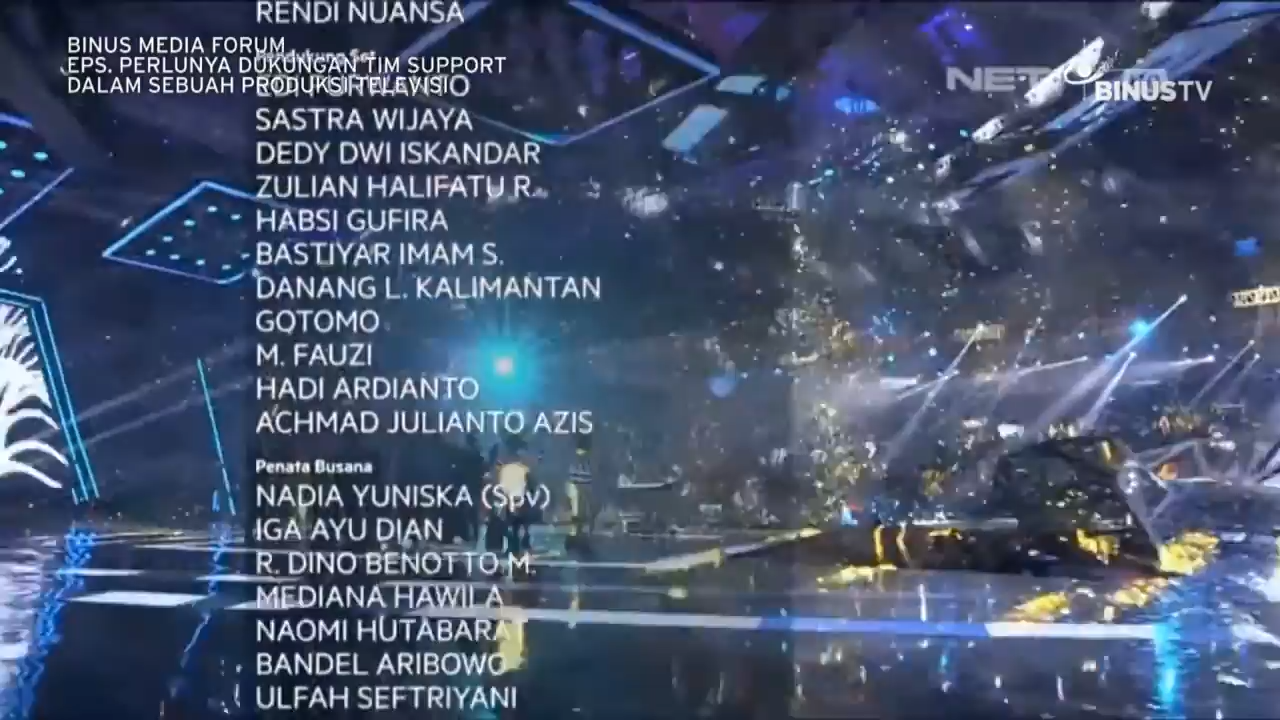 RENDI NUANSA
BINUS MEDIA FORUM
EPS. PERLUNYA DUKUNGAN TIM SUPPORT
DALAM SEBUAH PRODUKSI TELEVISI
NET
BINUSTV
SASTRA WIJAYA
DEDY DWI ISKANDAR
ZULIAN HALIFATU R.
HABSI GUFIRA
BASTIYAR IMAM S.
DANANG L. KALIMANTAN
GOTOMO
M. FAUZI
HADI ARDIANTO
ACHMAD JULIANTO AZIS
Penata Busana
NADIA YUNISKA (Spv)
IGA AYU DIAN
R. DINO BENOTTO M.
MEDIANA HAWILA
NAOMI HUTABARA
BANDEL ARIBOWO
ULFAH SEFTRIYANI